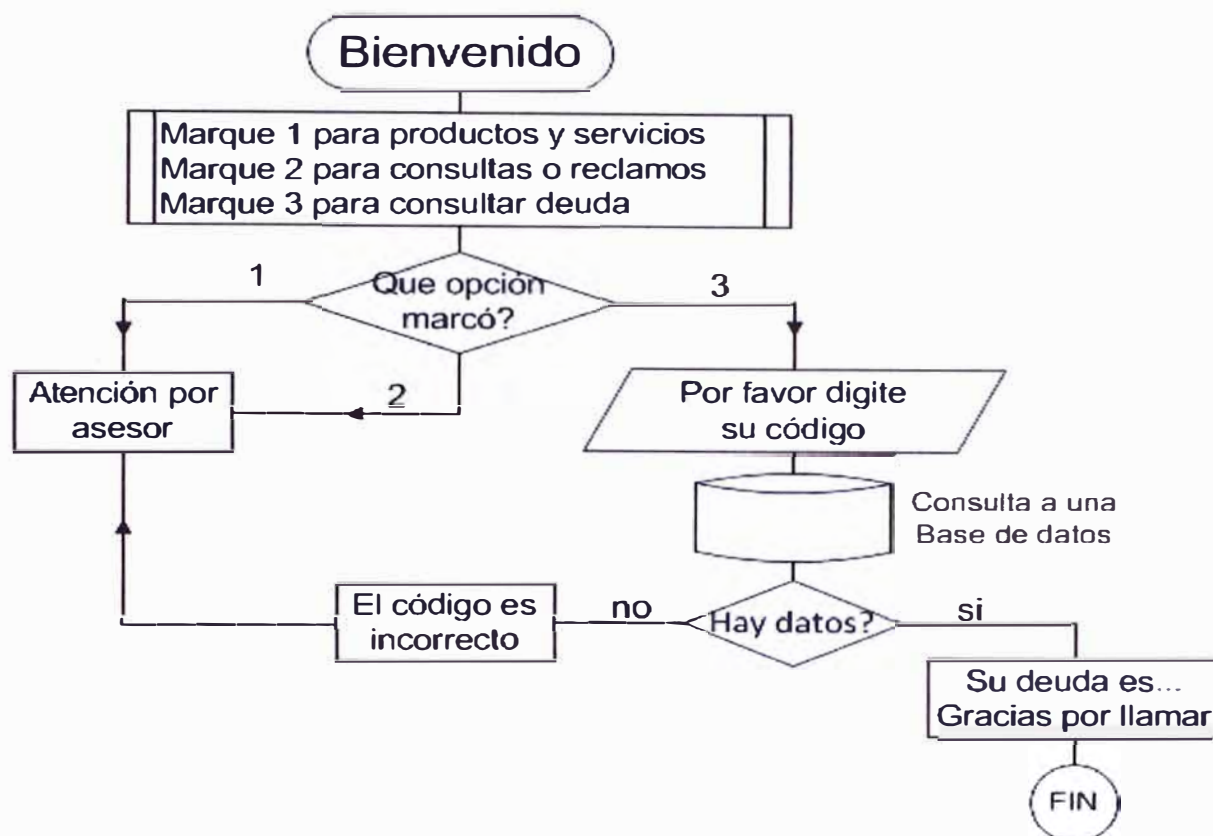 Bienvenido
Marque 1 para productos y servicios
Marque 2 para consultas o reclamos
Marque 3 para consultar deuda
1
Que opción
marcó?
3
2
Atención por
asesor
Por favor digite
su código
Consulta a una
Base de datos
El código es
incorrecto
no
Hay datos?
si
Su deuda es...
Gracias por llamar
FIN